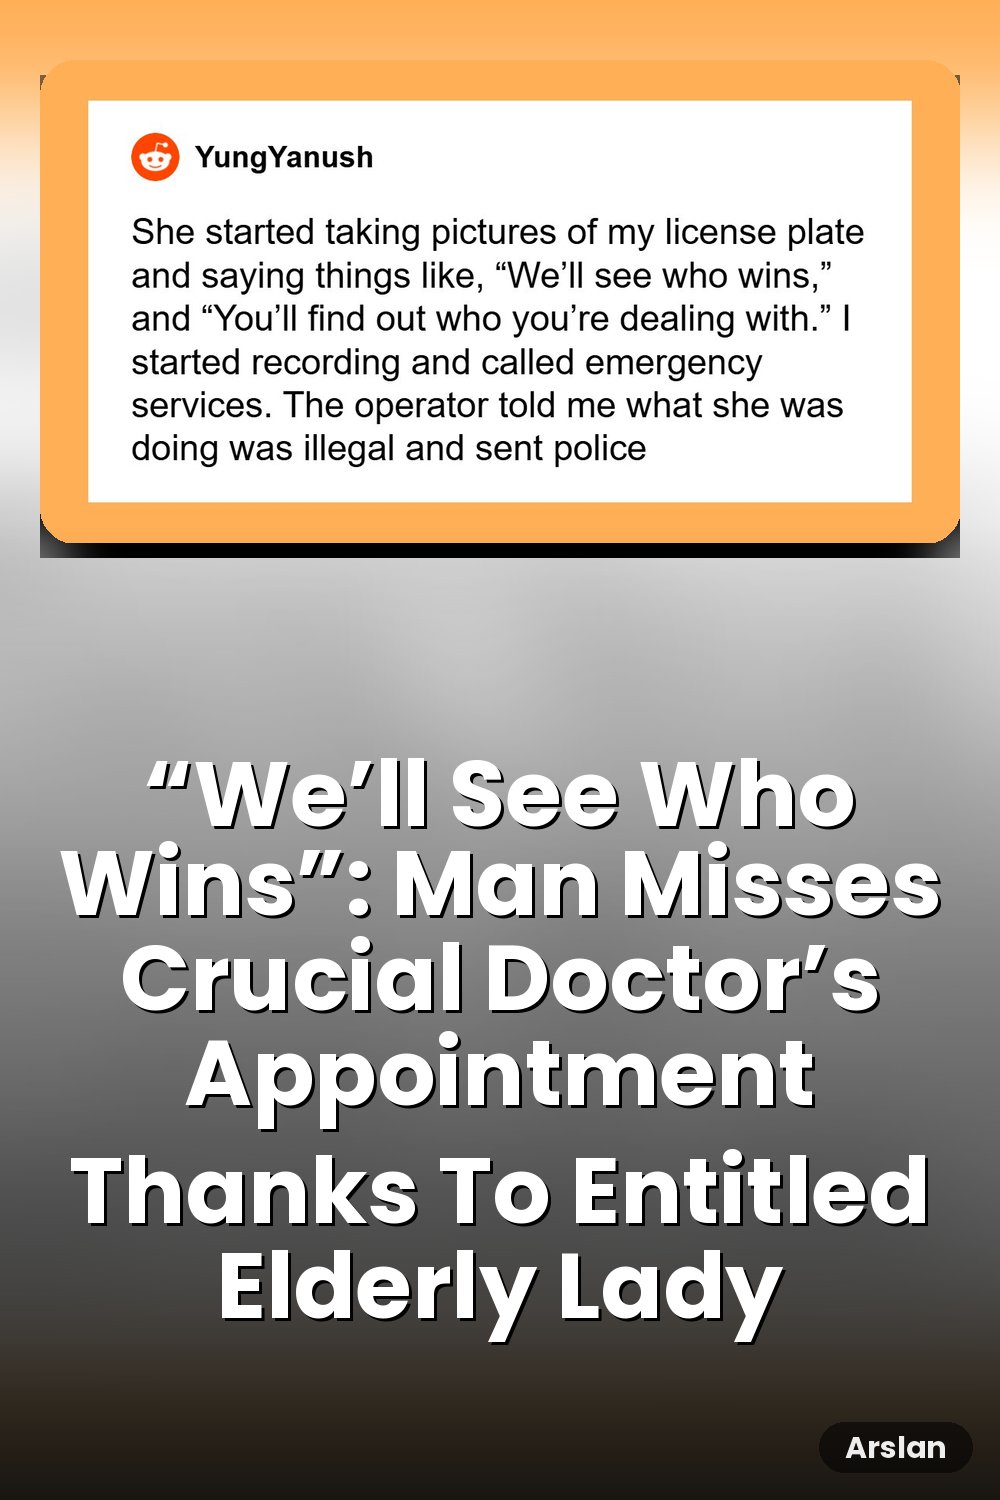 YungYanush
She started taking pictures of my license plate
and saying things like, “We’ll see who wins,”
and “You’ll find out who you’re dealing with.” I
started recording and called emergency
services. The operator told me what she was
doing was illegal and sent police
“We’ll See Who
Wins”: Man Misses
Crucial Doctor’s
Appointment
Thanks To Entitled
Elderly Lady
Arslan